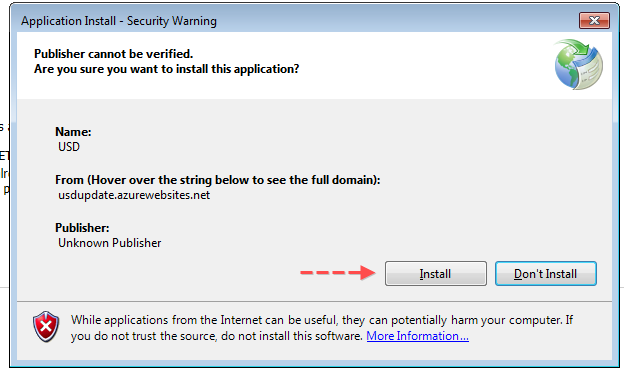 Application Install - Security Warning
Publisher cannot be verified.
Are you sure you want to install this application?
Name:
USD
From (Hover over the string below to see the full domain):
usdupdate.azurewebsites.net
Publisher:
Unknown Publisher
Install
Don't Install
While applications from the Internet can be useful, they can potentially harm your computer. If
you do not trust the source, do not install this software. More Information...